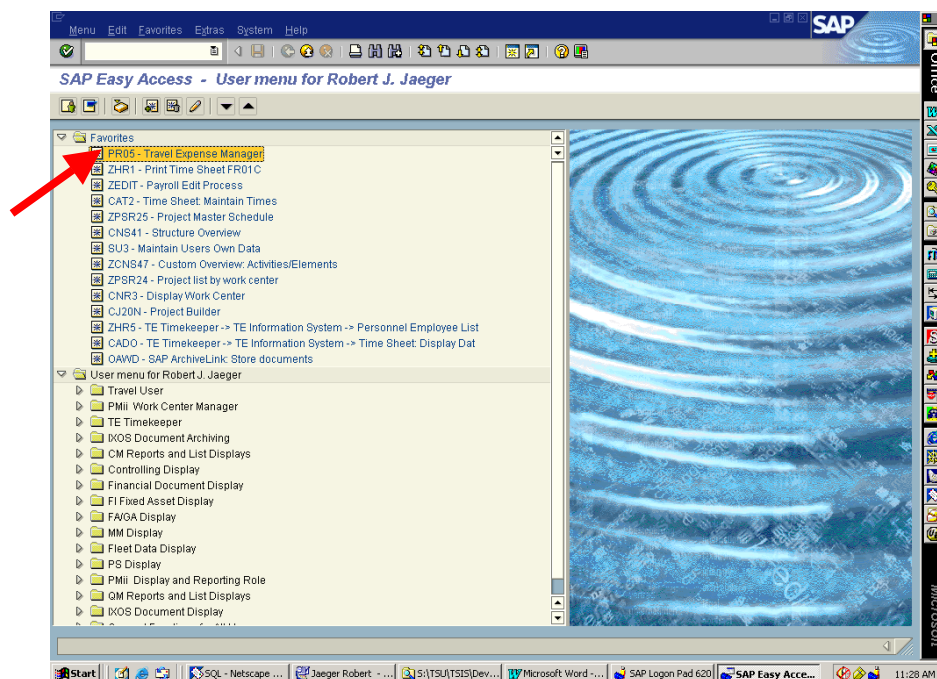 Menu Edit Favorites Extras System Help
SAP
SAP Easy Access - User menu for Robert J. Jaeger
Favorites
PR05 - Travel Expense Manager
ZHR1 - Print Time Sheet FR01C
ZEDIT - Payroll Edit Process
CAT2 - Time Sheet: Maintain Times
ZPSR25 - Project Master Schedule
CNS41 - Structure Overview
SU3 - Maintain Users Own Data
ZCNS47 - Custom Overview: Activities/Elements
ZPSR24 - Project list by work center
CNR3 - Display Work Center
CJ20N - Project Builder
ZHR5 - TE Timekeeper -> TE Information System -> Personnel Employee List
CADO - TE Timekeeper -> TE Information System -> Time Sheet: Display Dat
OAWD - SAP ArchiveLink: Store documents
User menu for Robert J. Jaeger
Travel User
PMii Work Center Manager
TE Timekeeper
IXOS Document Archiving
CM Reports and List Displays
Controlling Display
Financial Document Display
FI Fixed Asset Display
FA/GA Display
MM Display
Fleet Data Display
PS Display
PMii Display and Reporting Role
QM Reports and List Displays
IXOS Document Display
Office
Microsoft
Start SQL - Netscape ... Jaeger Robert - ... S:\TSU\TSIS\Dev... Microsoft Word -... SAP Logon Pad 620 SAP Easy Acce... 11:28 AM